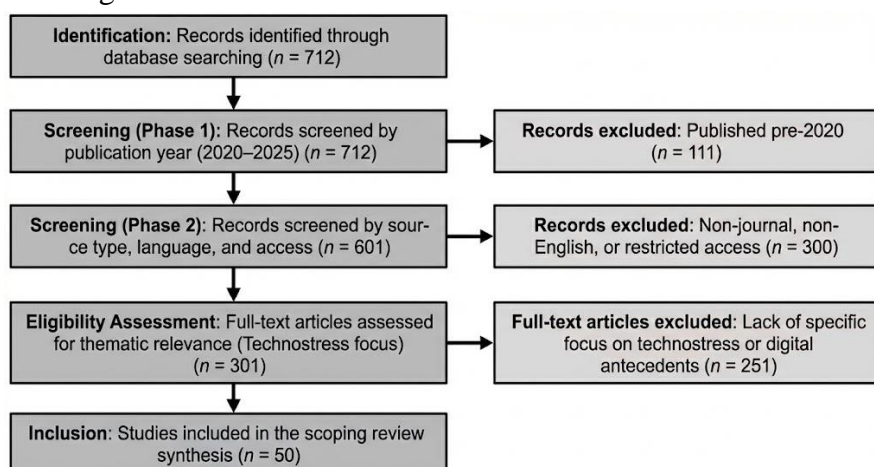 Identification: Records identified through
database searching (n = 712)
Screening (Phase 1): Records screened by
publication year (2020–2025) (n = 712)
Records excluded: Published pre-2020
(n = 111)
Screening (Phase 2): Records screened by sour-
ce type, language, and access (n = 601)
Records excluded: Non-journal, non-
English, or restricted access (n = 300)
Eligibility Assessment: Full-text articles assessed
for thematic relevance (Technostress focus)
(n = 301)
Full-text articles excluded: Lack of specific
focus on technostress or digital
antecedents (n = 251)
Inclusion: Studies included in the scoping review
synthesis (n = 50)